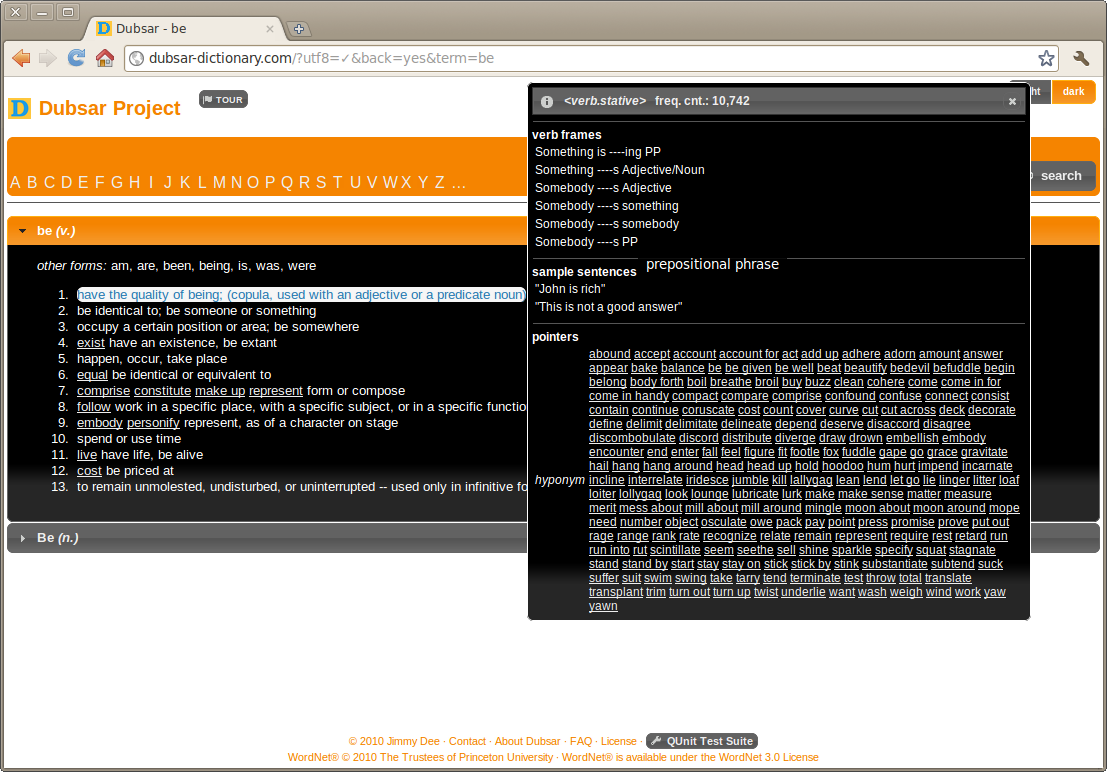 Dubsar - be
dubsar-dictionary.com/?utf8=✓&back=yes&term=be
D Dubsar Project
TOUR
dark
A B C D E F G H I J K L M N O P Q R S T U V W X Y Z ...
search
be (v.)
other forms: am, are, been, being, is, was, were
1. have the quality of being; (copula, used with an adjective or a predicate noun)
2. be identical to; be someone or something
3. occupy a certain position or area; be somewhere
4. exist have an existence, be extant
5. happen, occur, take place
6. equal be identical or equivalent to
7. comprise constitute make up represent form or compose
8. follow work in a specific place, with a specific subject, or in a specific functio
9. embody personify represent, as of a character on stage
10. spend or use time
11. live have life, be alive
12. cost be priced at
13. to remain unmolested, undisturbed, or uninterrupted -- used only in infinitive fo
Be (n.)
<verb.stative> freq. cnt.: 10,742
verb frames
Something is ----ing PP
Something ----s Adjective/Noun
Somebody ----s Adjective
Somebody ----s something
Somebody ----s somebody
Somebody ----s PP
prepositional phrase
sample sentences
"John is rich"
"This is not a good answer"
pointers
hyponym
abound accept account account for act add up adhere adorn amount answer
appear bake balance be be given be well beat beautify bedevil befuddle begin
belong body forth boil breathe broil buy buzz clean cohere come come in for
come in handy compact compare comprise confound confuse connect consist
contain continue coruscate cost count cover curve cut cut across deck decorate
define delimit delimitate delineate depend deserve disaccord disagree
discombobulate discord distribute diverge draw drown embellish embody
encounter end enter fall feel figure fit footle fox fuddle gape go grace gravitate
hail hang hang around head head up hold hoodoo hum hurt impend incarnate
incline interrelate iridesce jumble kill lallygag lean lend let go lie linger litter loaf
loiter lollygag look lounge lubricate lurk make make sense matter measure
merit mess about mill about mill around mingle moon about moon around mope
need number object osculate owe pack pay point press promise prove put out
rage range rank rate recognize relate remain represent require rest retard run
run into rut scintillate seem seethe sell shine sparkle specify squat stagnate
stand stand by start stay stay on stick stick by stink substantiate subtend suck
suffer suit swim swing take tarry tend terminate test throw total translate
transplant trim turn out turn up twist underlie want wash weigh wind work yaw
yawn
© 2010 Jimmy Dee · Contact · About Dubsar · FAQ · License · QUnit Test Suite
WordNet® © 2010 The Trustees of Princeton University · WordNet® is available under the WordNet 3.0 License